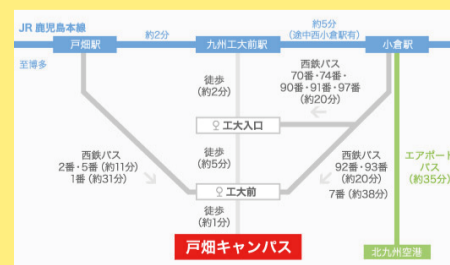 JR 鹿児島本線
戸畑駅
約2分
九州工大前駅
約5分
(途中西小倉駅有)
小倉駅
至博多
徒歩
(約2分)
西鉄バス
70番・74番・
90番・91番・97番
(約20分)
工大入口
徒歩
(約5分)
西鉄バス
2番・5番 (約11分)
1番 (約31分)
西鉄バス
92番・93番
(約20分)
7番 (約38分)
エアポート
バス
(約35分)
工大前
徒歩
(約1分)
戸畑キャンパス
北九州空港